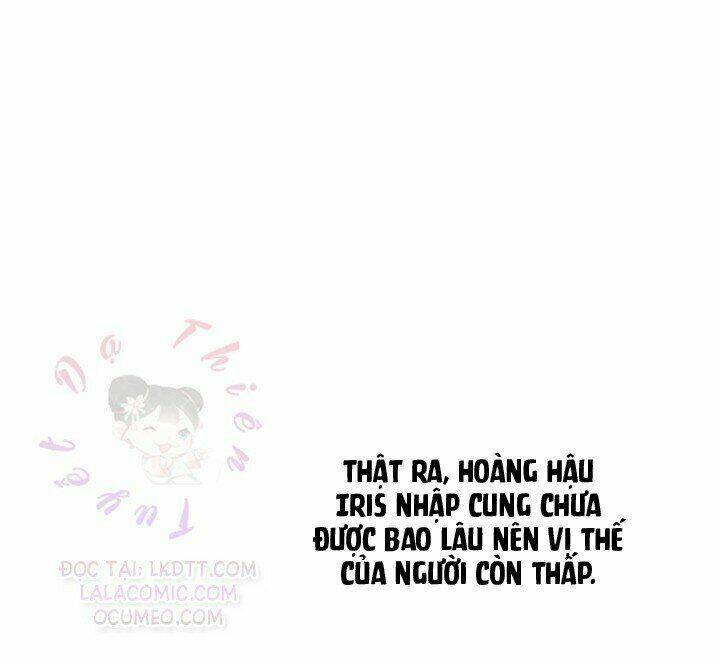 Tuyệt Dạ Thiên
THẬT RA, HOÀNG HẬU
IRIS NHẬP CUNG CHƯA
ĐƯỢC BAO LÂU NÊN VỊ THẾ
CỦA NGƯỜI CÒN THẤP.
ĐỌC TẠI: LKDTT.COM
LALACOMIC.COM
OCUMEO.COM